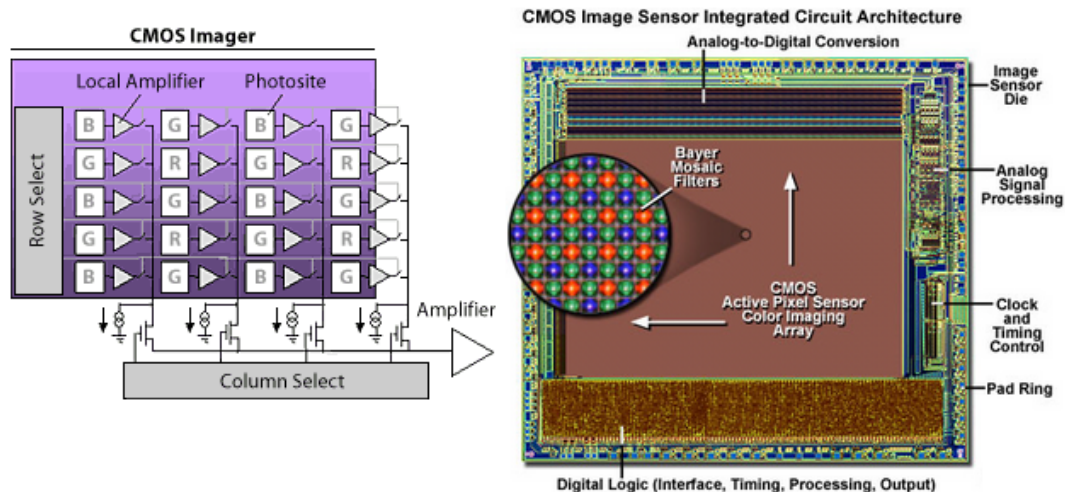 CMOS Imager
Local Amplifier
Photosite
Row Select
B G B G
G R G R
B G B G
G R G R
B G B G
Amplifier
Column Select
CMOS Image Sensor Integrated Circuit Architecture
Analog-to-Digital Conversion
Image
Sensor
Die
Bayer
Mosaic
Filters
Analog
Signal
Processing
CMOS
Active Pixel Sensor
Color Imaging
Array
Clock
and
Timing
Control
Pad Ring
Digital Logic (Interface, Timing, Processing, Output)